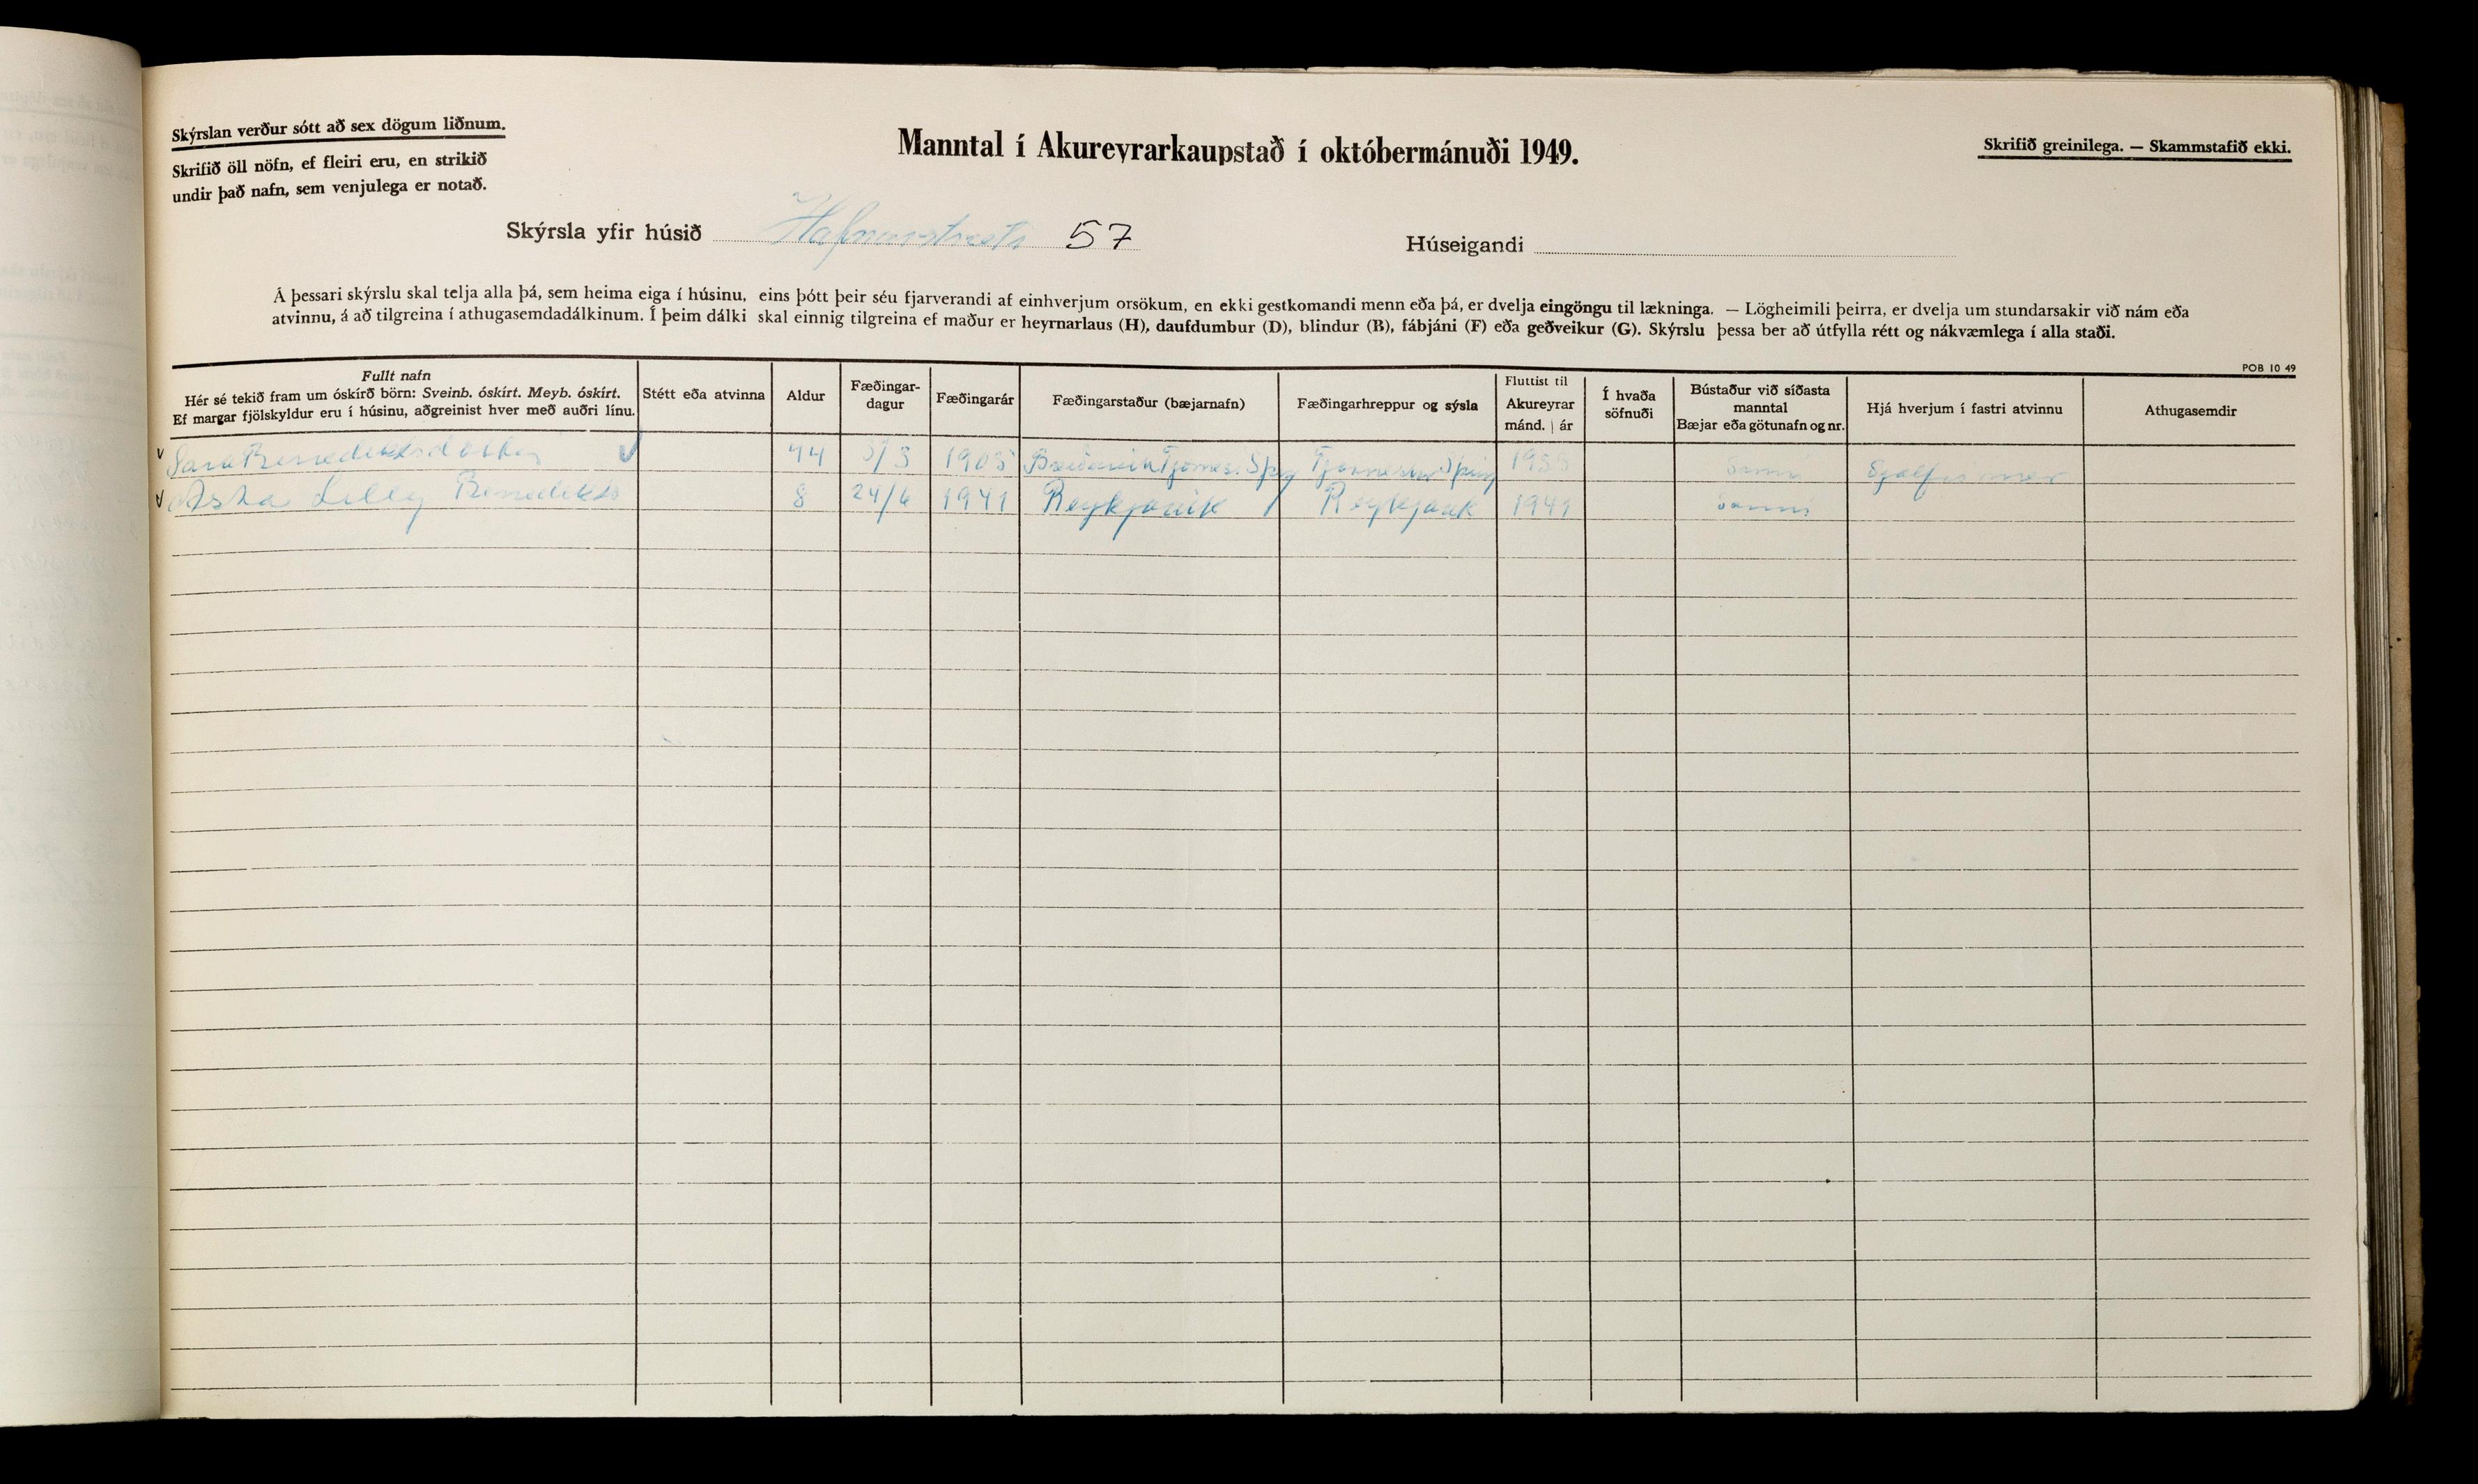 Skýrslan verður sótt að sex dögum liðnum.
Skrifið öll nöfn, ef fleiri eru, en strikið
undir það nafn, sem venjulega er notað.
Manntal í Akureyrarkaupstað í októbermánuði 1949.
Skrifið greinilega. — Skammstafið ekki.
Skýrsla yfir húsið Hafnarstræti 57 Húseigandi
Á þessari skýrslu skal telja alla þá, sem heima eiga í húsinu, eins þótt þeir séu fjarverandi af einhverjum orsökum, en ekki gestkomandi menn eða þá, er dvelja eingöngu til lækninga. — Lögheimili þeirra, er dvelja um stundarsakir við nám eða
atvinnu, á að tilgreina í athugasemdadálkinum. Í þeim dálki skal einnig tilgreina ef maður er heyrnarlaus (H), daufdumbur (D), blindur (B), fábjáni (F) eða geðveikur (G). Skýrslu þessa ber að útfylla rétt og nákvæmlega í alla staði.
POB 10 49
Fullt nafn
Hér sé tekið fram um óskírð börn: Sveinb. óskírt. Meyb. óskírt.
Ef margar fjölskyldur eru í húsinu, aðgreinist hver með auðri línu.
Stétt eða atvinna
Aldur
Fæðingar-
dagur
Fæðingarár
Fæðingarstaður (bæjarnafn)
Fæðingarhreppur og sýsla
Fluttist til
Akureyrar
mánd. | ár
Í hvaða
söfnuði
Bústaður við síðasta
manntal
Bæjar eða götunafn og nr.
Hjá hverjum í fastri atvinnu
Athugasemdir
v Sara Benediktsdottir ✓ 44 5/3 1905 Tjörnes. S þing
v Lilly Benedikts 8 24/6 1941 Reykjavik Reykjavik 1941